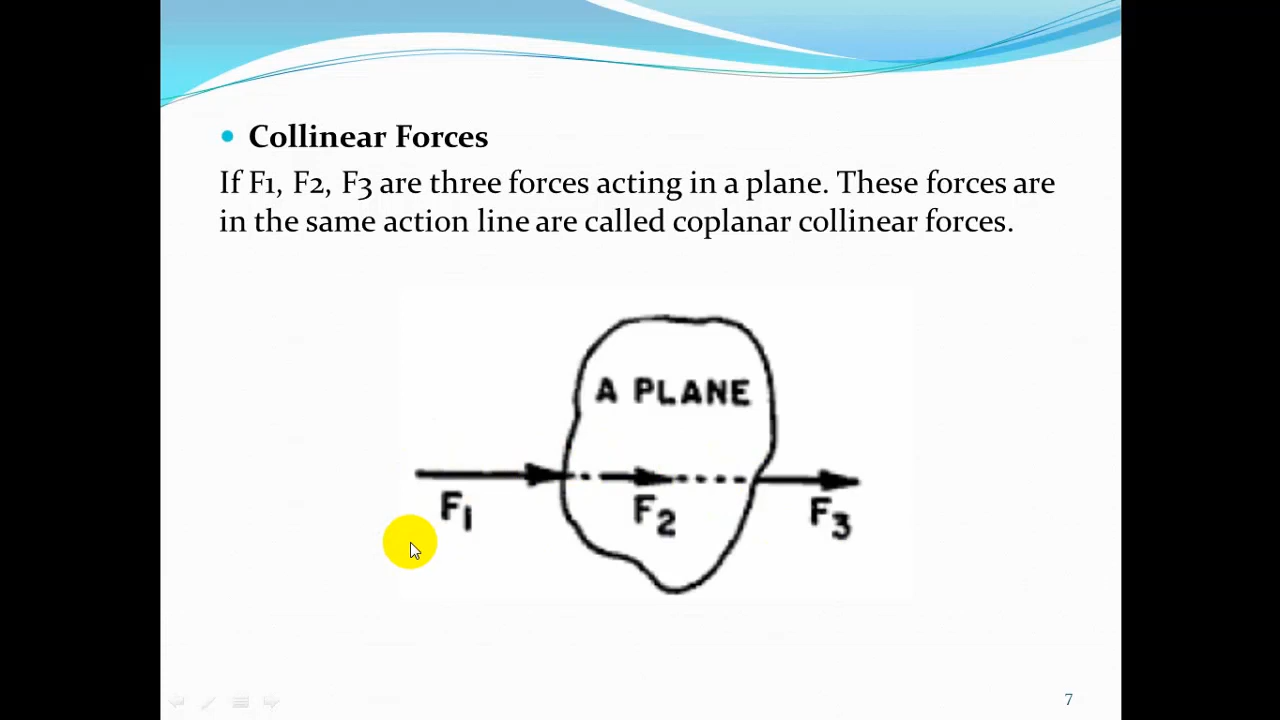 Collinear Forces
If F1, F2, F3 are three forces acting in a plane. These forces are
in the same action line are called coplanar collinear forces.
A PLANE
F1
F2
F3
7